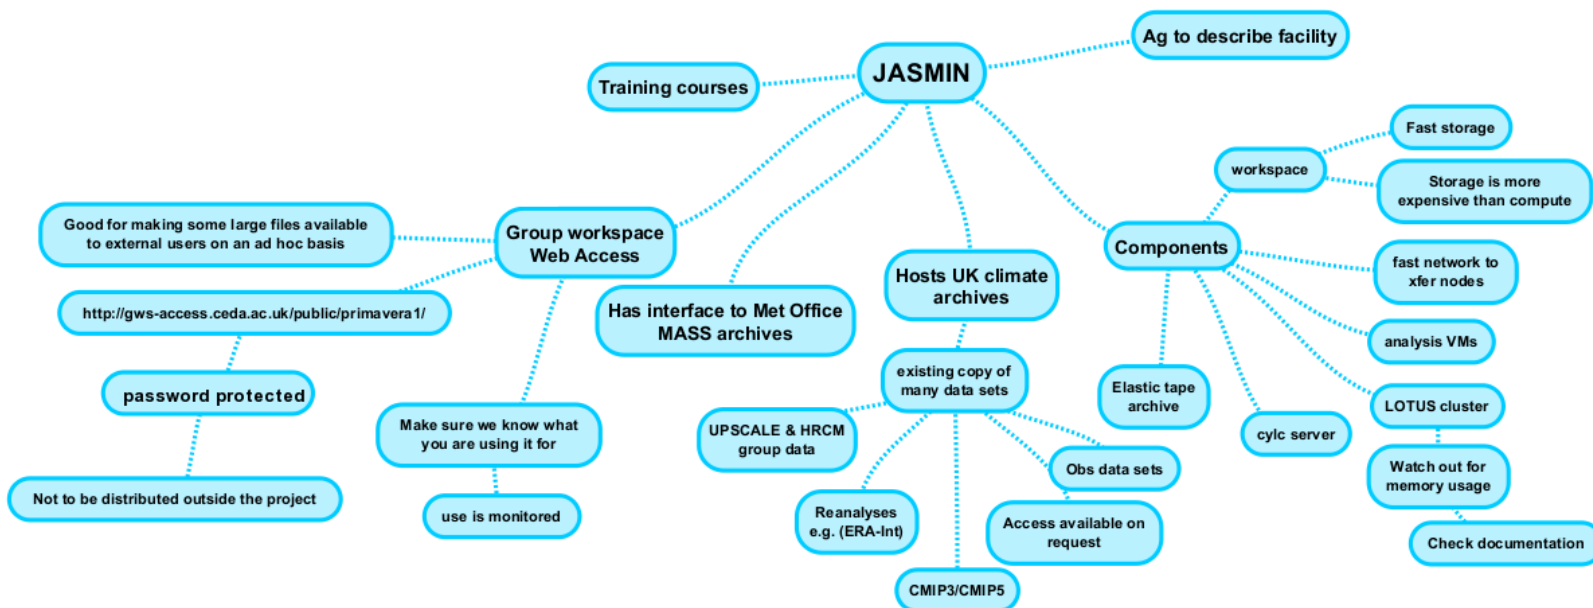 JASMIN
Ag to describe facility
Training courses
Group workspace
Web Access
Good for making some large files available
to external users on an ad hoc basis
http://gws-access.ceda.ac.uk/public/primavera1/
password protected
Not to be distributed outside the project
Make sure we know what
you are using it for
use is monitored
Has interface to Met Office
MASS archives
Hosts UK climate
archives
existing copy of
many data sets
UPSCALE & HRCM
group data
Reanalyses
e.g. (ERA-Int)
CMIP3/CMIP5
Access available on
request
Obs data sets
Components
workspace
Fast storage
Storage is more
expensive than compute
fast network to
xfer nodes
analysis VMs
LOTUS cluster
Watch out for
memory usage
Check documentation
cylc server
Elastic tape
archive